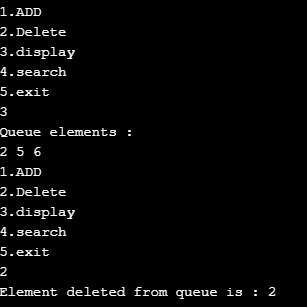 1.ADD
2.Delete
3.display
4.search
5.exit
3
Queue elements :
2 5 6
1.ADD
2.Delete
3.display
4.search
5.exit
2
Element deleted from queue is : 2